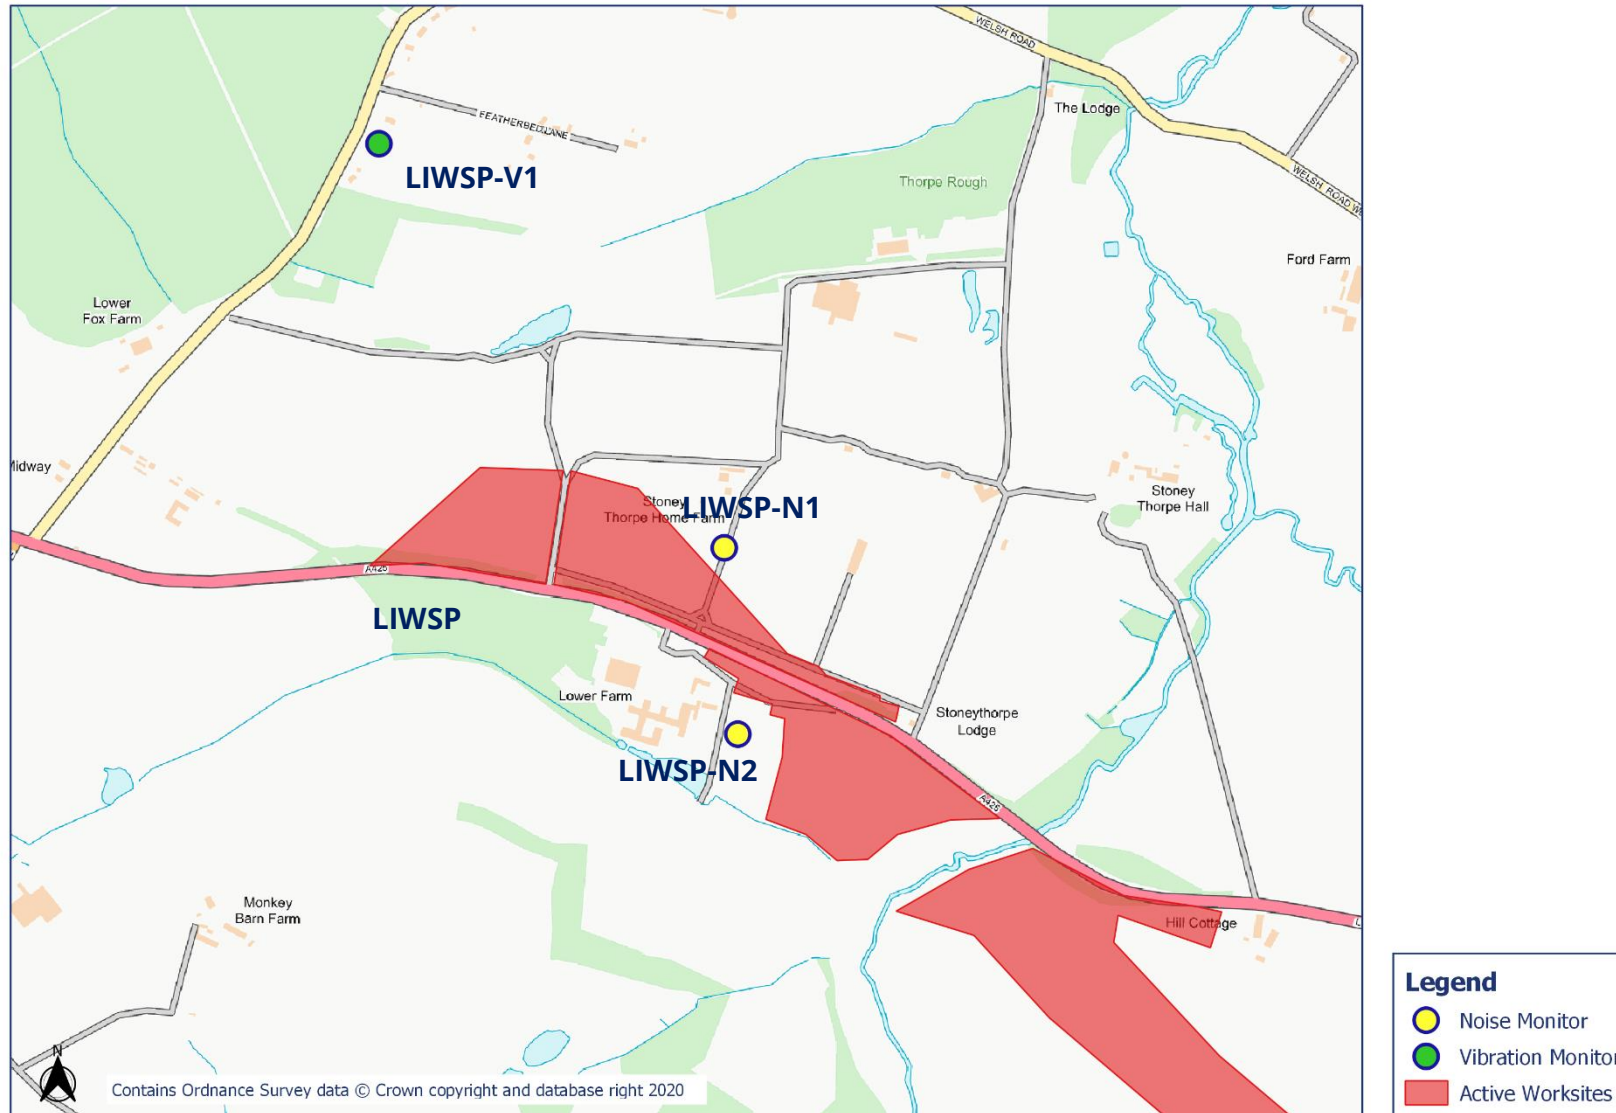 WELSH ROAD
The Lodge
FEATHERBED LANE
LIWSP-V1
Thorpe Rough
WELSH ROAD W
Ford Farm
Lower
Fox Farm
Midway
Stoney
Thorpe Home Farm
LIWSP-N1
Stoney
Thorpe Hall
A425
LIWSP
Lower Farm
Stoneythorpe
Lodge
LIWSP-N2
A425
Monkey
Barn Farm
Hill Cottage
Legend
Noise Monitor
Vibration Monitor
Active Worksites
N
Contains Ordnance Survey data © Crown copyright and database right 2020